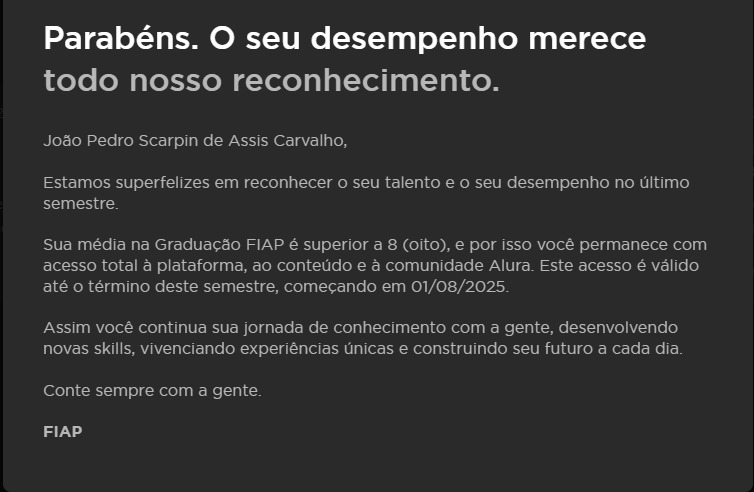 Parabéns. O seu desempenho merece
todo nosso reconhecimento.
João Pedro Scarpin de Assis Carvalho,
Estamos superfelizes em reconhecer o seu talento e o seu desempenho no último
semestre.
Sua média na Graduação FIAP é superior a 8 (oito), e por isso você permanece com
acesso total à plataforma, ao conteúdo e à comunidade Alura. Este acesso é válido
até o término deste semestre, começando em 01/08/2025.
Assim você continua sua jornada de conhecimento com a gente, desenvolvendo
novas skills, vivenciando experiências únicas e construindo seu futuro a cada dia.
Conte sempre com a gente.
FIAP